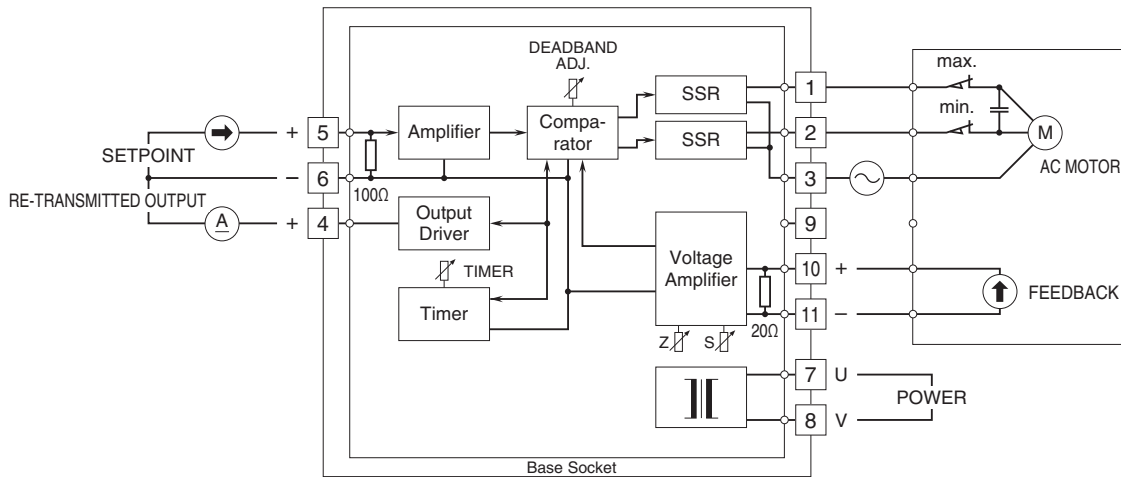 DEADBAND
ADJ.
max.
min.
SSR
SSR
1
2
3
M
AC MOTOR
+ 5
Amplifier
Compa-
rator
SETPOINT
− 6
100Ω
RE-TRANSMITTED OUTPUT
A
+ 4
Output
Driver
TIMER
Timer
Voltage
Amplifier
9
10 +
11 −
20Ω
FEEDBACK
Z
S
7 U
8 V
POWER
Base Socket